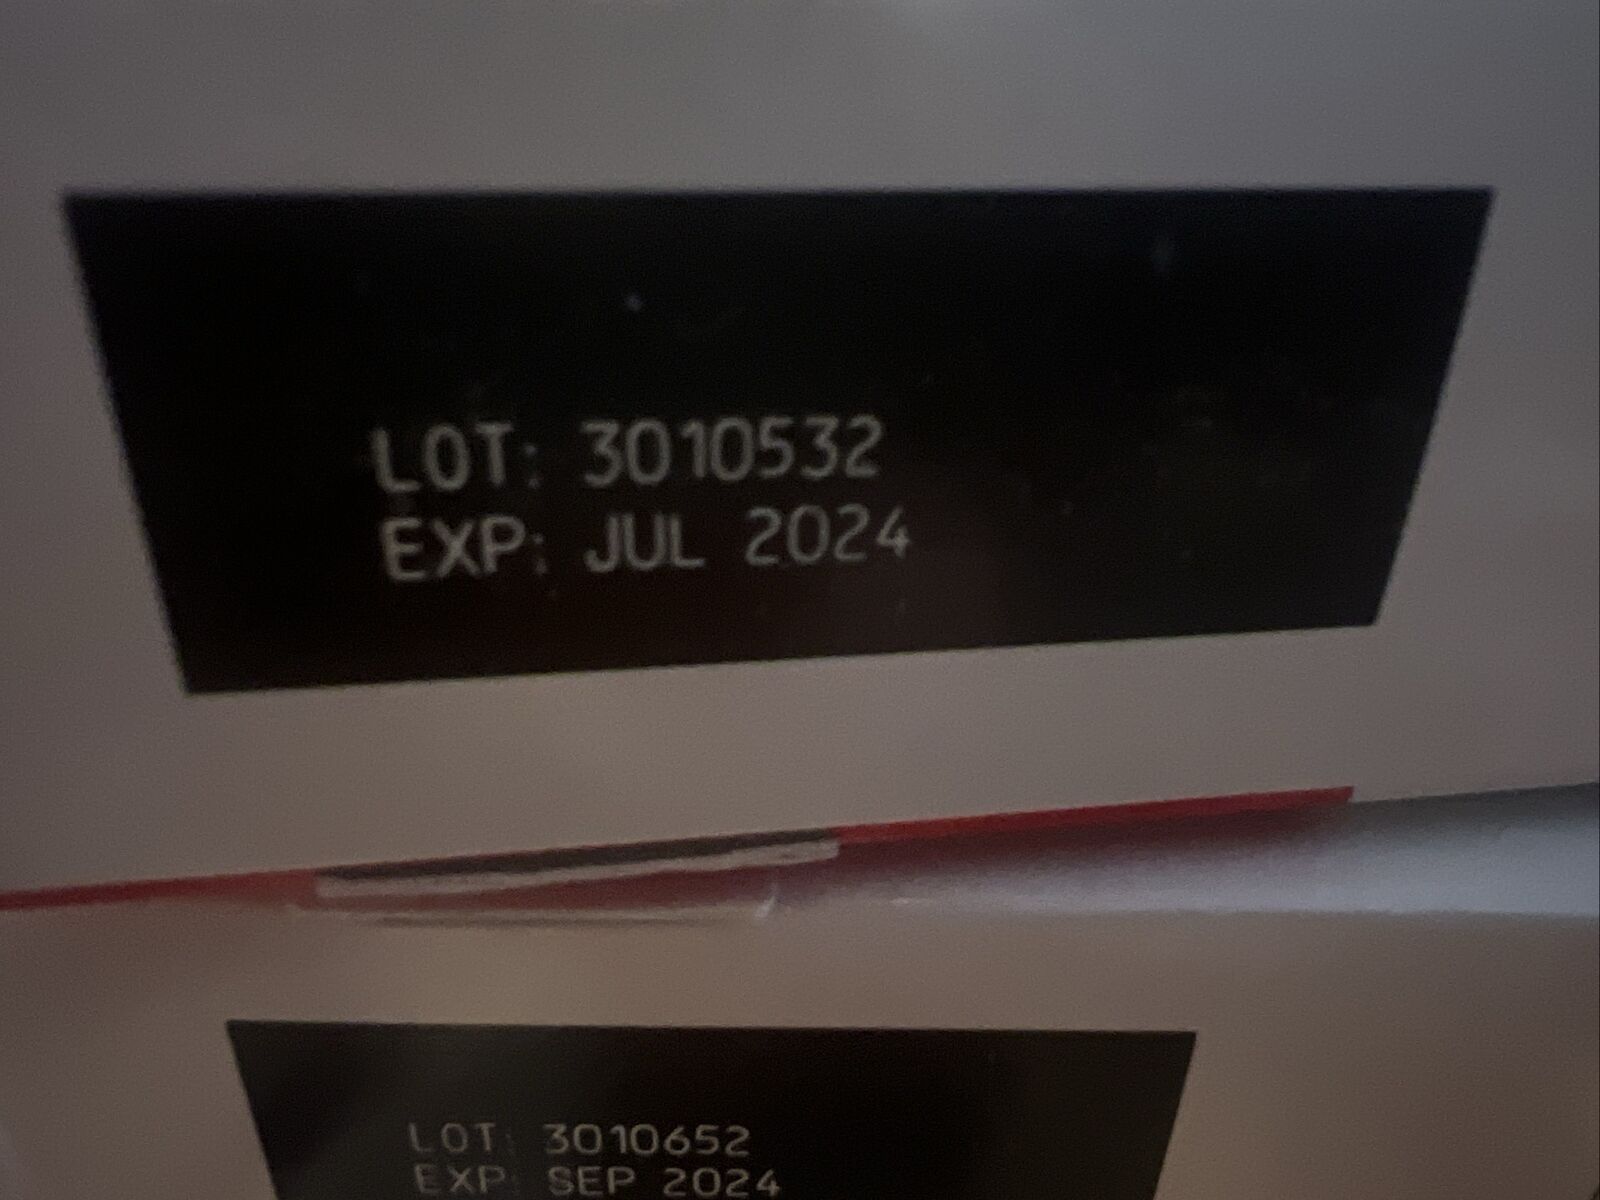 LOT: 3010532
EXP: JUL 2024
LOT: 3010652
EXP: SEP 2024